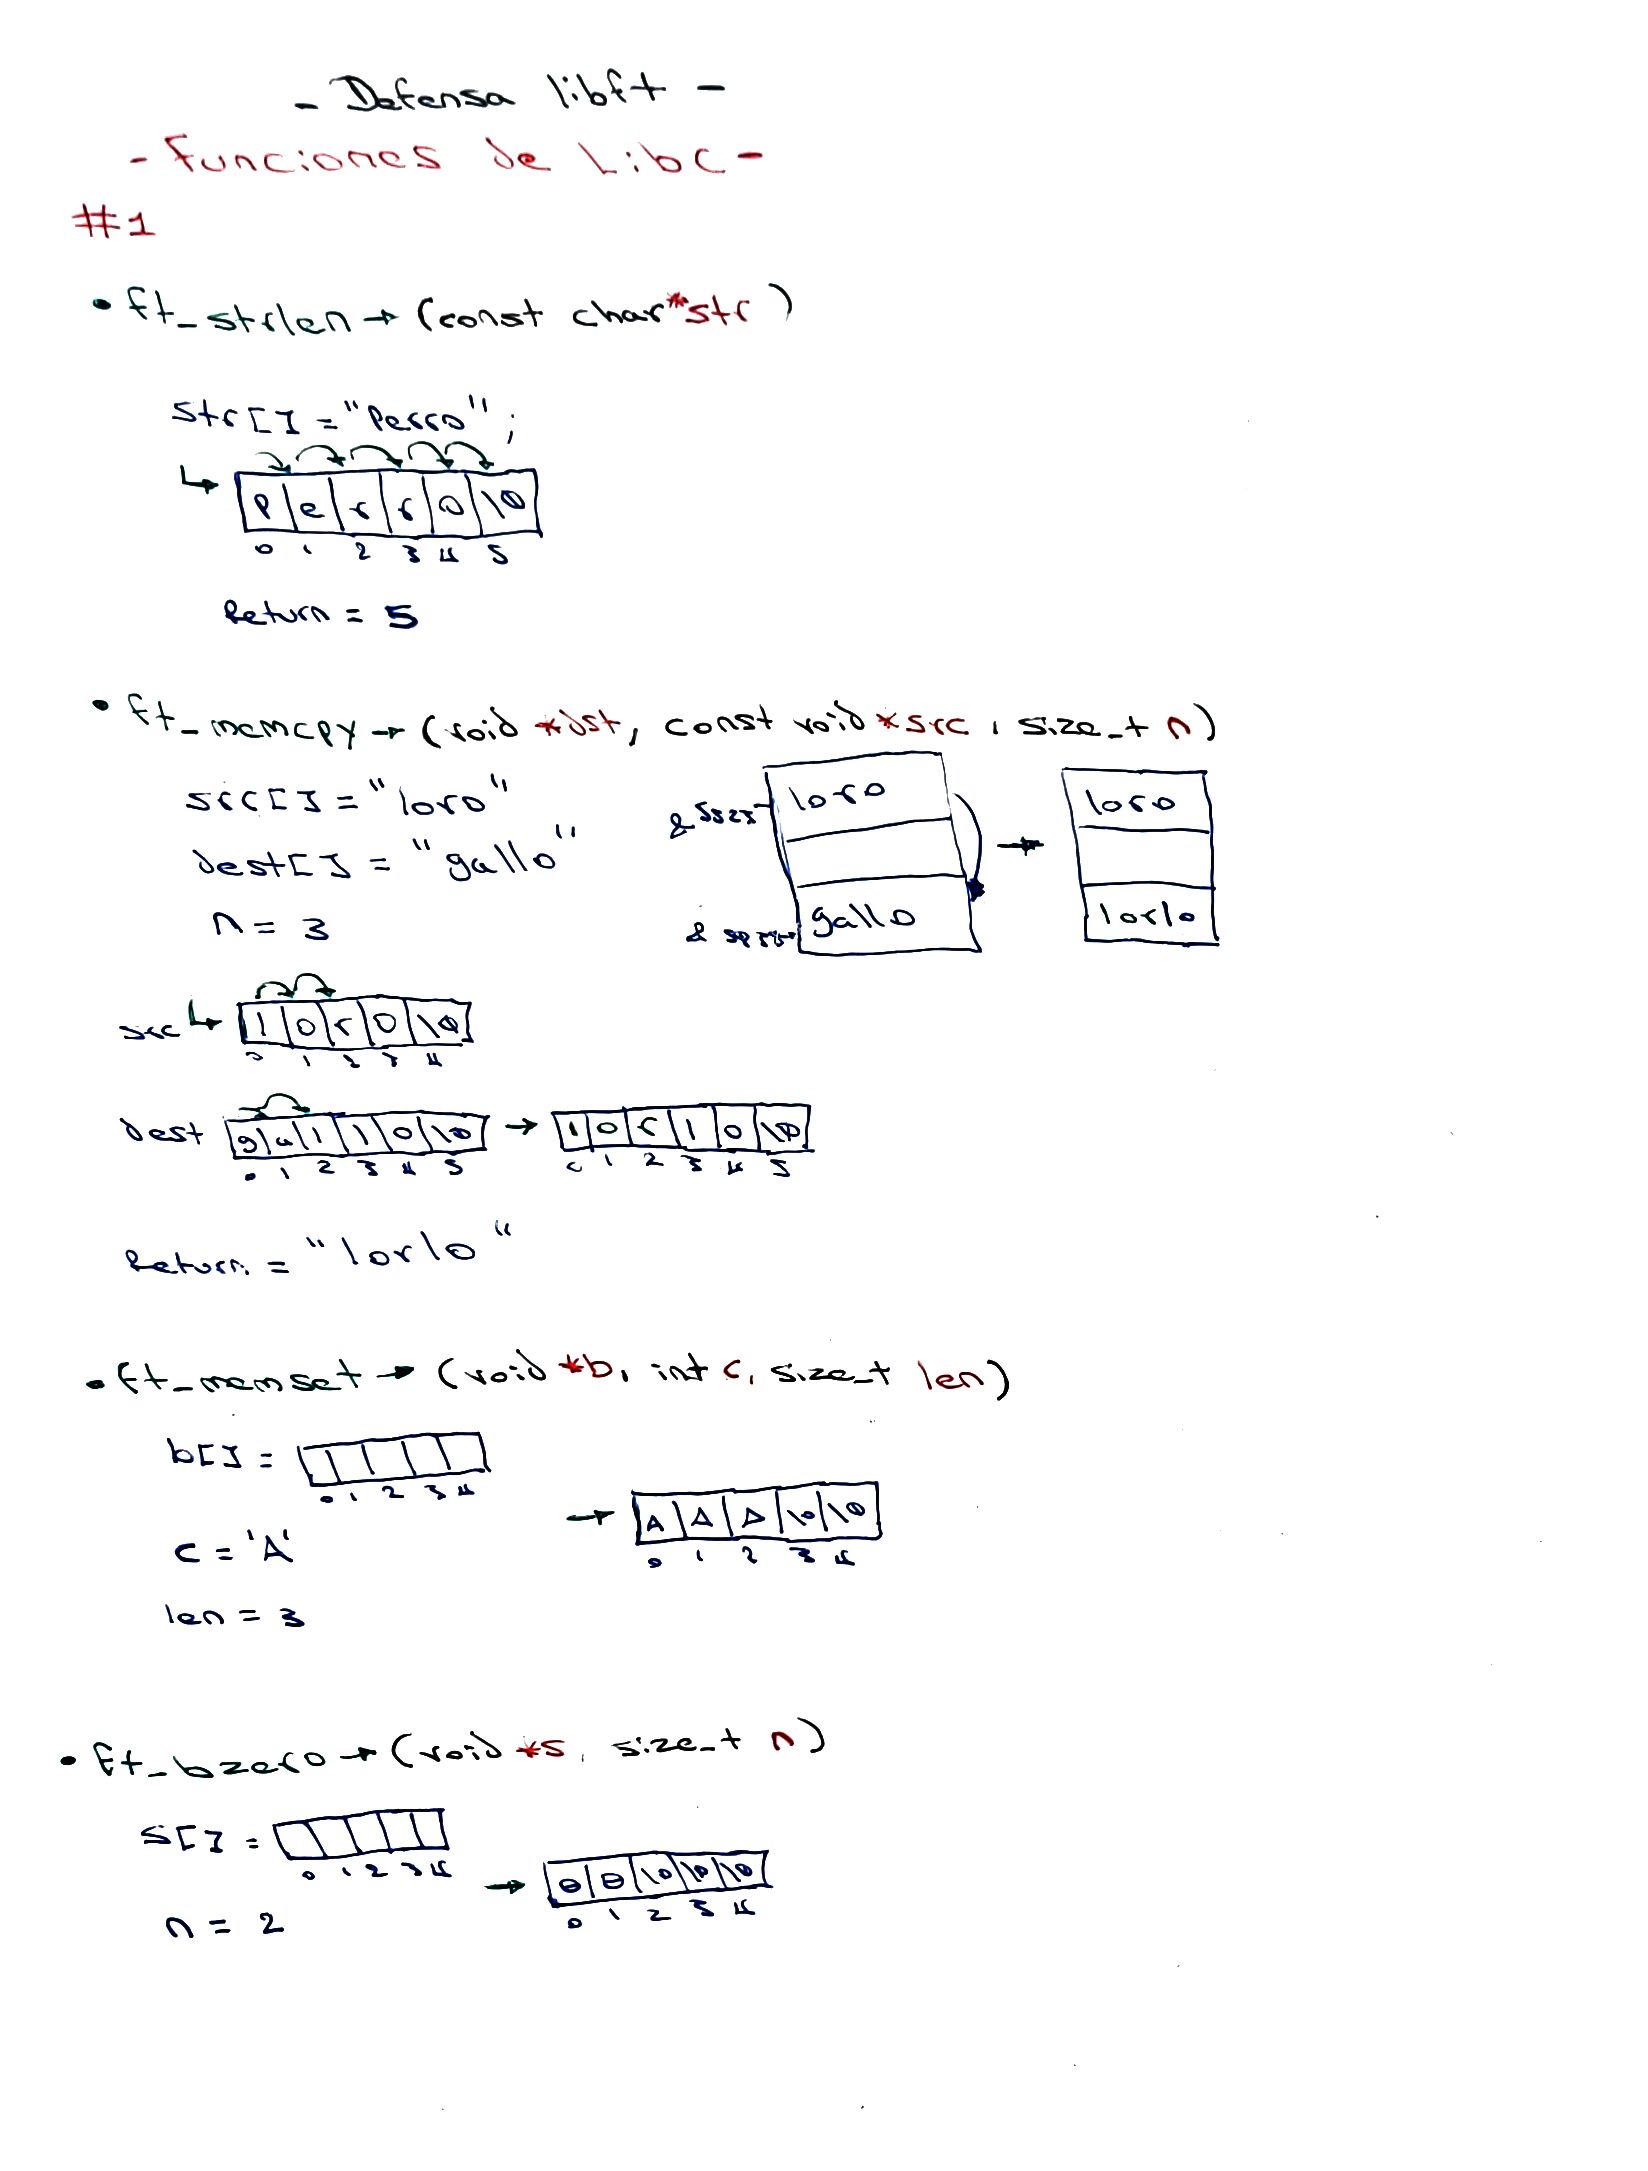 - Defensa libft -
- Funciones de Libc -
#1
• ft_strlen → (const char *str)
str[] = "Perro";
P e r r o \0
0 1 2 3 4 5
Return = 5
• ft_memcpy → (void *dst, const void *src, size_t n)
src[] = "loro"
dest[] = "gallo"
n = 3
loro
gallo
→
loro
lorlo
src l o r o \0
0 1 2 3 4
dest g a l l o \0 → l o r l o \0
0 1 2 3 4 5 0 1 2 3 4 5
Return = "lorlo"
• ft_memset → (void *b, int c, size_t len)
b[] =
0 1 2 3 4
→ A A A \0 \0
0 1 2 3 4
c = 'A'
len = 3
• ft_bzero → (void *s, size_t n)
s[] =
0 1 2 3 4
→ 0 0 \0 \0 \0
0 1 2 3 4
n = 2